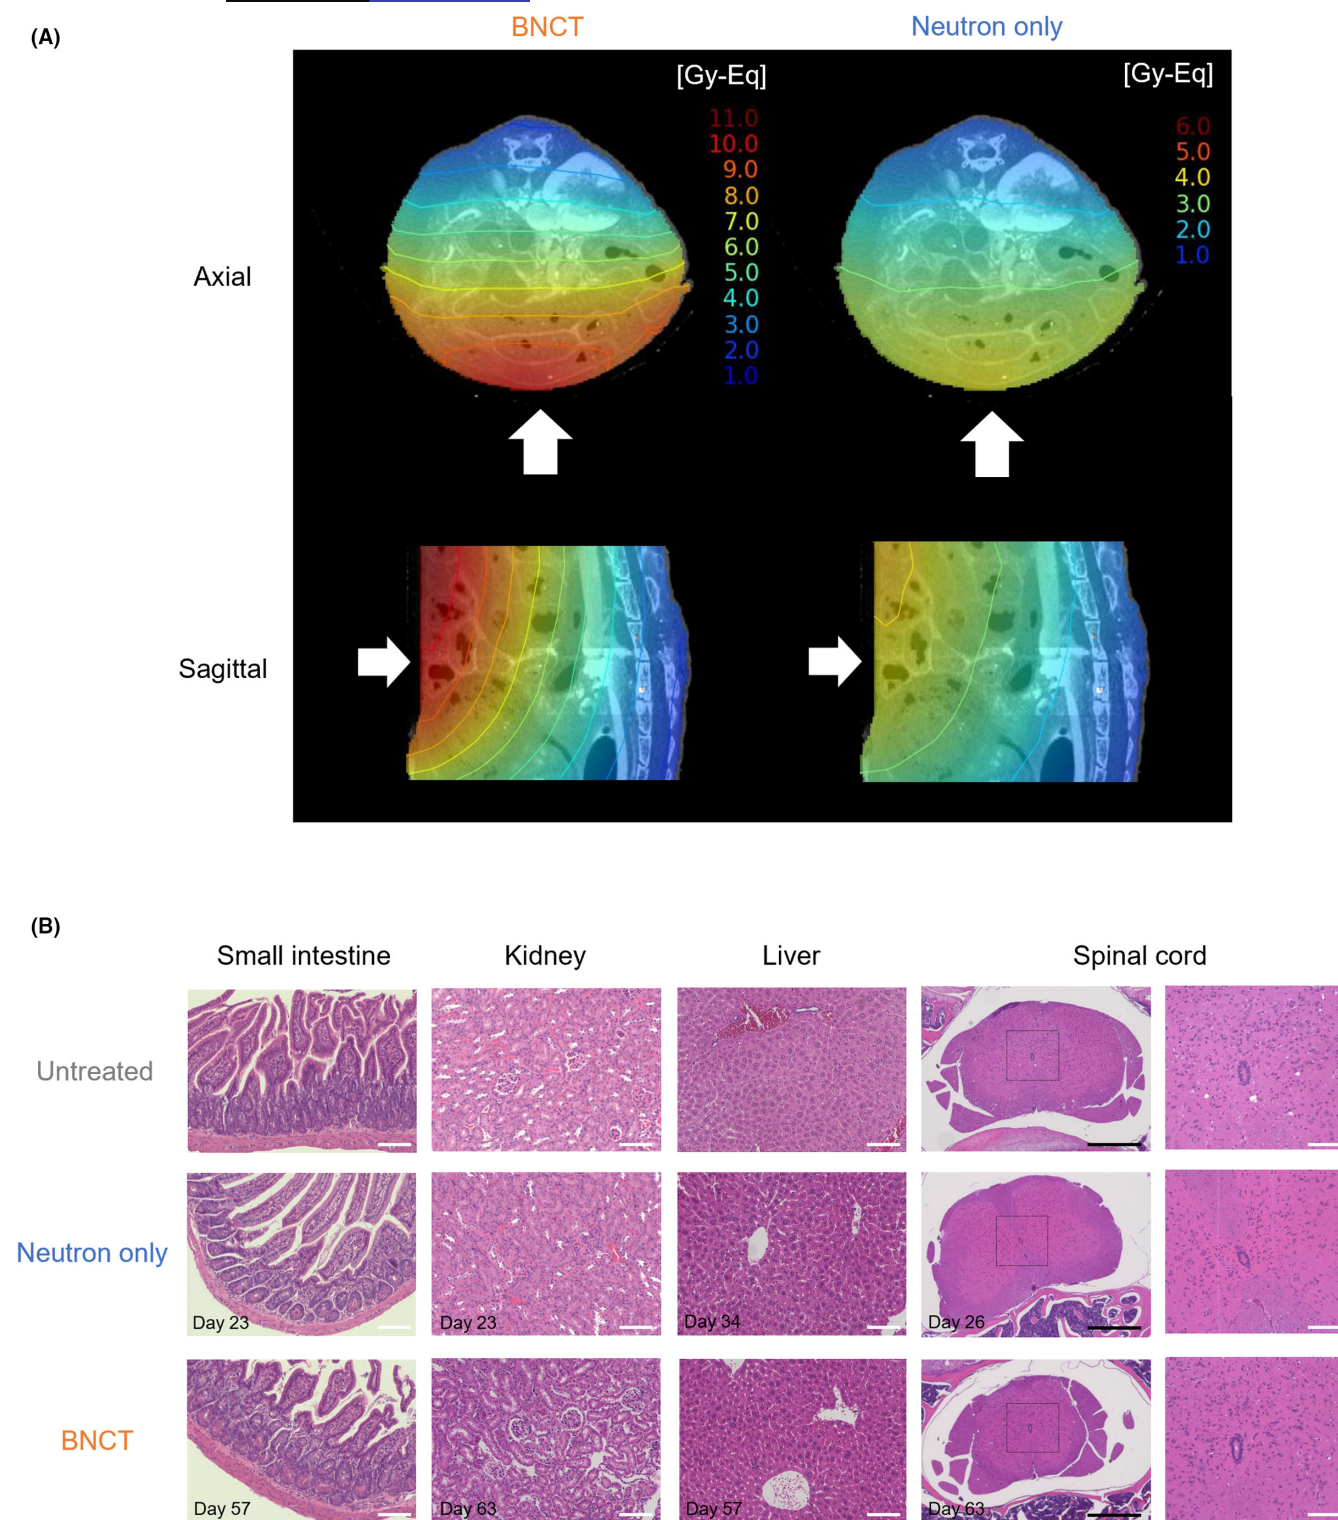 (A)
BNCT
Neutron only
[Gy-Eq]
[Gy-Eq]
11.0
10.0
9.0
8.0
7.0
6.0
5.0
4.0
3.0
2.0
1.0
6.0
5.0
4.0
3.0
2.0
1.0
Axial
Sagittal
(B)
Small intestine
Kidney
Liver
Spinal cord
Untreated
Neutron only
Day 23
Day 23
Day 34
Day 26
BNCT
Day 57
Day 63
Day 57
Day 63